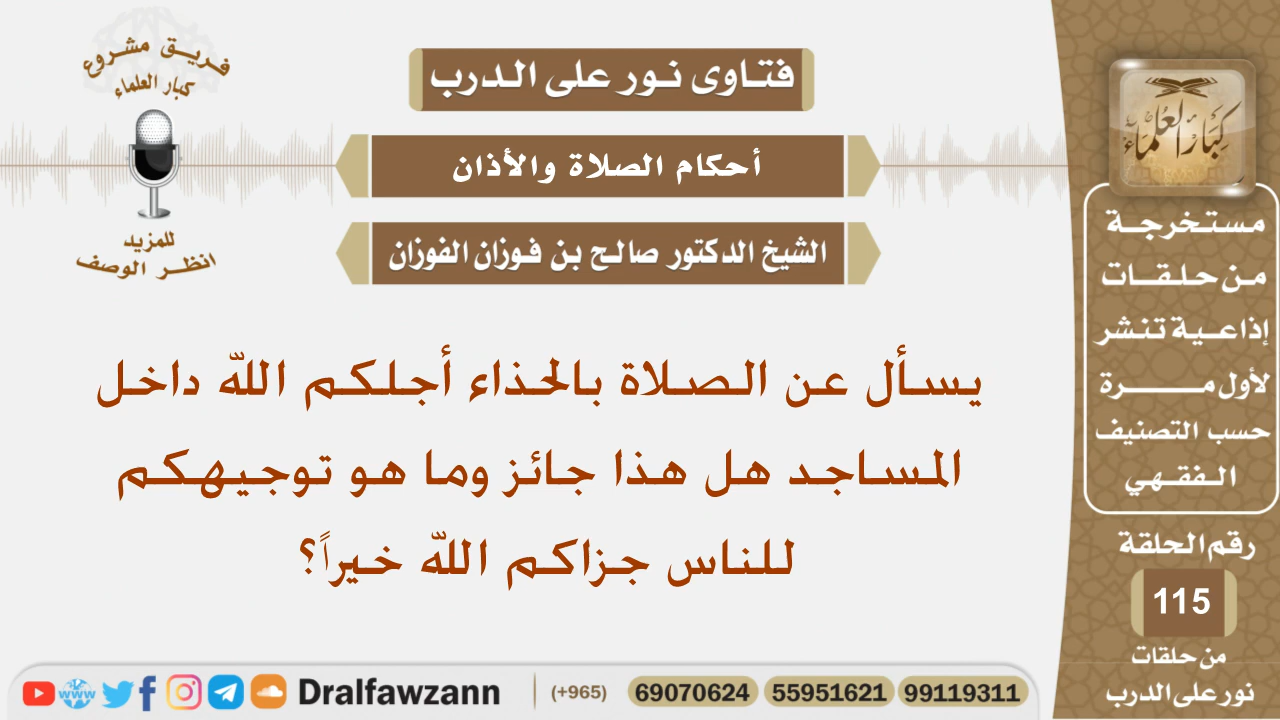 فريق مشروع
كبار العلماء
للمزيد
انظر الوصف
فتاوى نور على الدرب
أحكام الصلاة والأذان
الشيخ الدكتور صالح بن فوزان الفوزان
يسأل عن الصلاة بالحذاء أجلكم الله داخل
المساجد هل هذا جائز وما هو توجيهكم
للناس جزاكم الله خيراً؟
كبار العلماء
مستخرجة
من حلقات
إذاعية تنشر
لأول مرة
حسب التصنيف
الفقهي
رقم الحلقة
115
من حلقات
نور على الدرب
www Dralfawzann (+965) 69070624 55951621 99119311